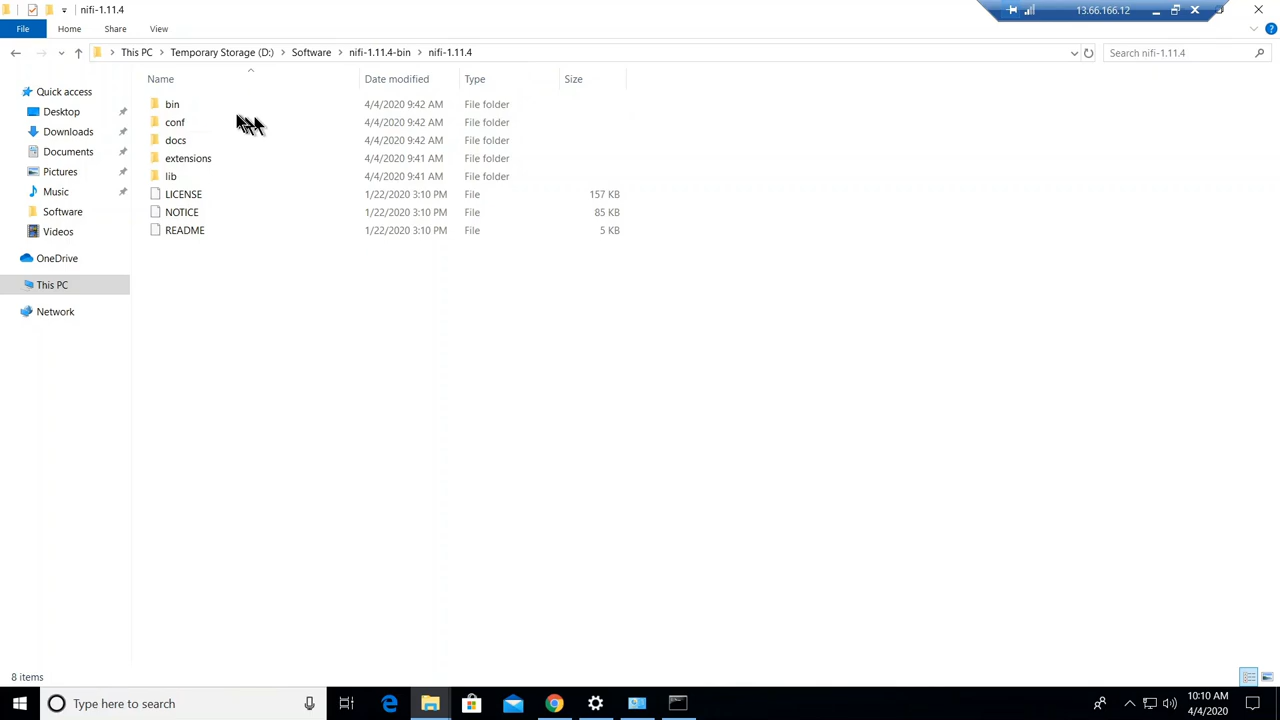 nifi-1.11.4
13.66.166.12
File Home Share View
This PC Temporary Storage (D:) Software nifi-1.11.4-bin nifi-1.11.4
Search nifi-1.11.4
Name Date modified Type Size
Quick access
Desktop
Downloads
Documents
Pictures
Music
Software
Videos
OneDrive
This PC
Network
bin 4/4/2020 9:42 AM File folder
conf 4/4/2020 9:42 AM File folder
docs 4/4/2020 9:42 AM File folder
extensions 4/4/2020 9:41 AM File folder
lib 4/4/2020 9:41 AM File folder
LICENSE 1/22/2020 3:10 PM File 157 KB
NOTICE 1/22/2020 3:10 PM File 85 KB
README 1/22/2020 3:10 PM File 5 KB
8 items
Type here to search
10:10 AM
4/4/2020